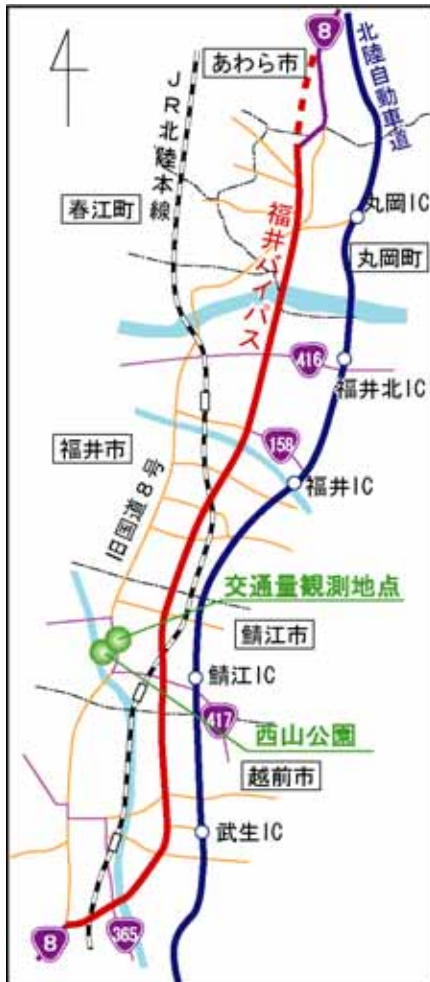 8
あわら市
北陸自動車道
JR北陸本線
春江町
丸岡IC
福井バイパス
丸岡町
416
福井北IC
158
福井市
福井IC
旧国道8号
交通量観測地点
鯖江市
鯖江IC
417
西山公園
越前市
武生IC
8
365